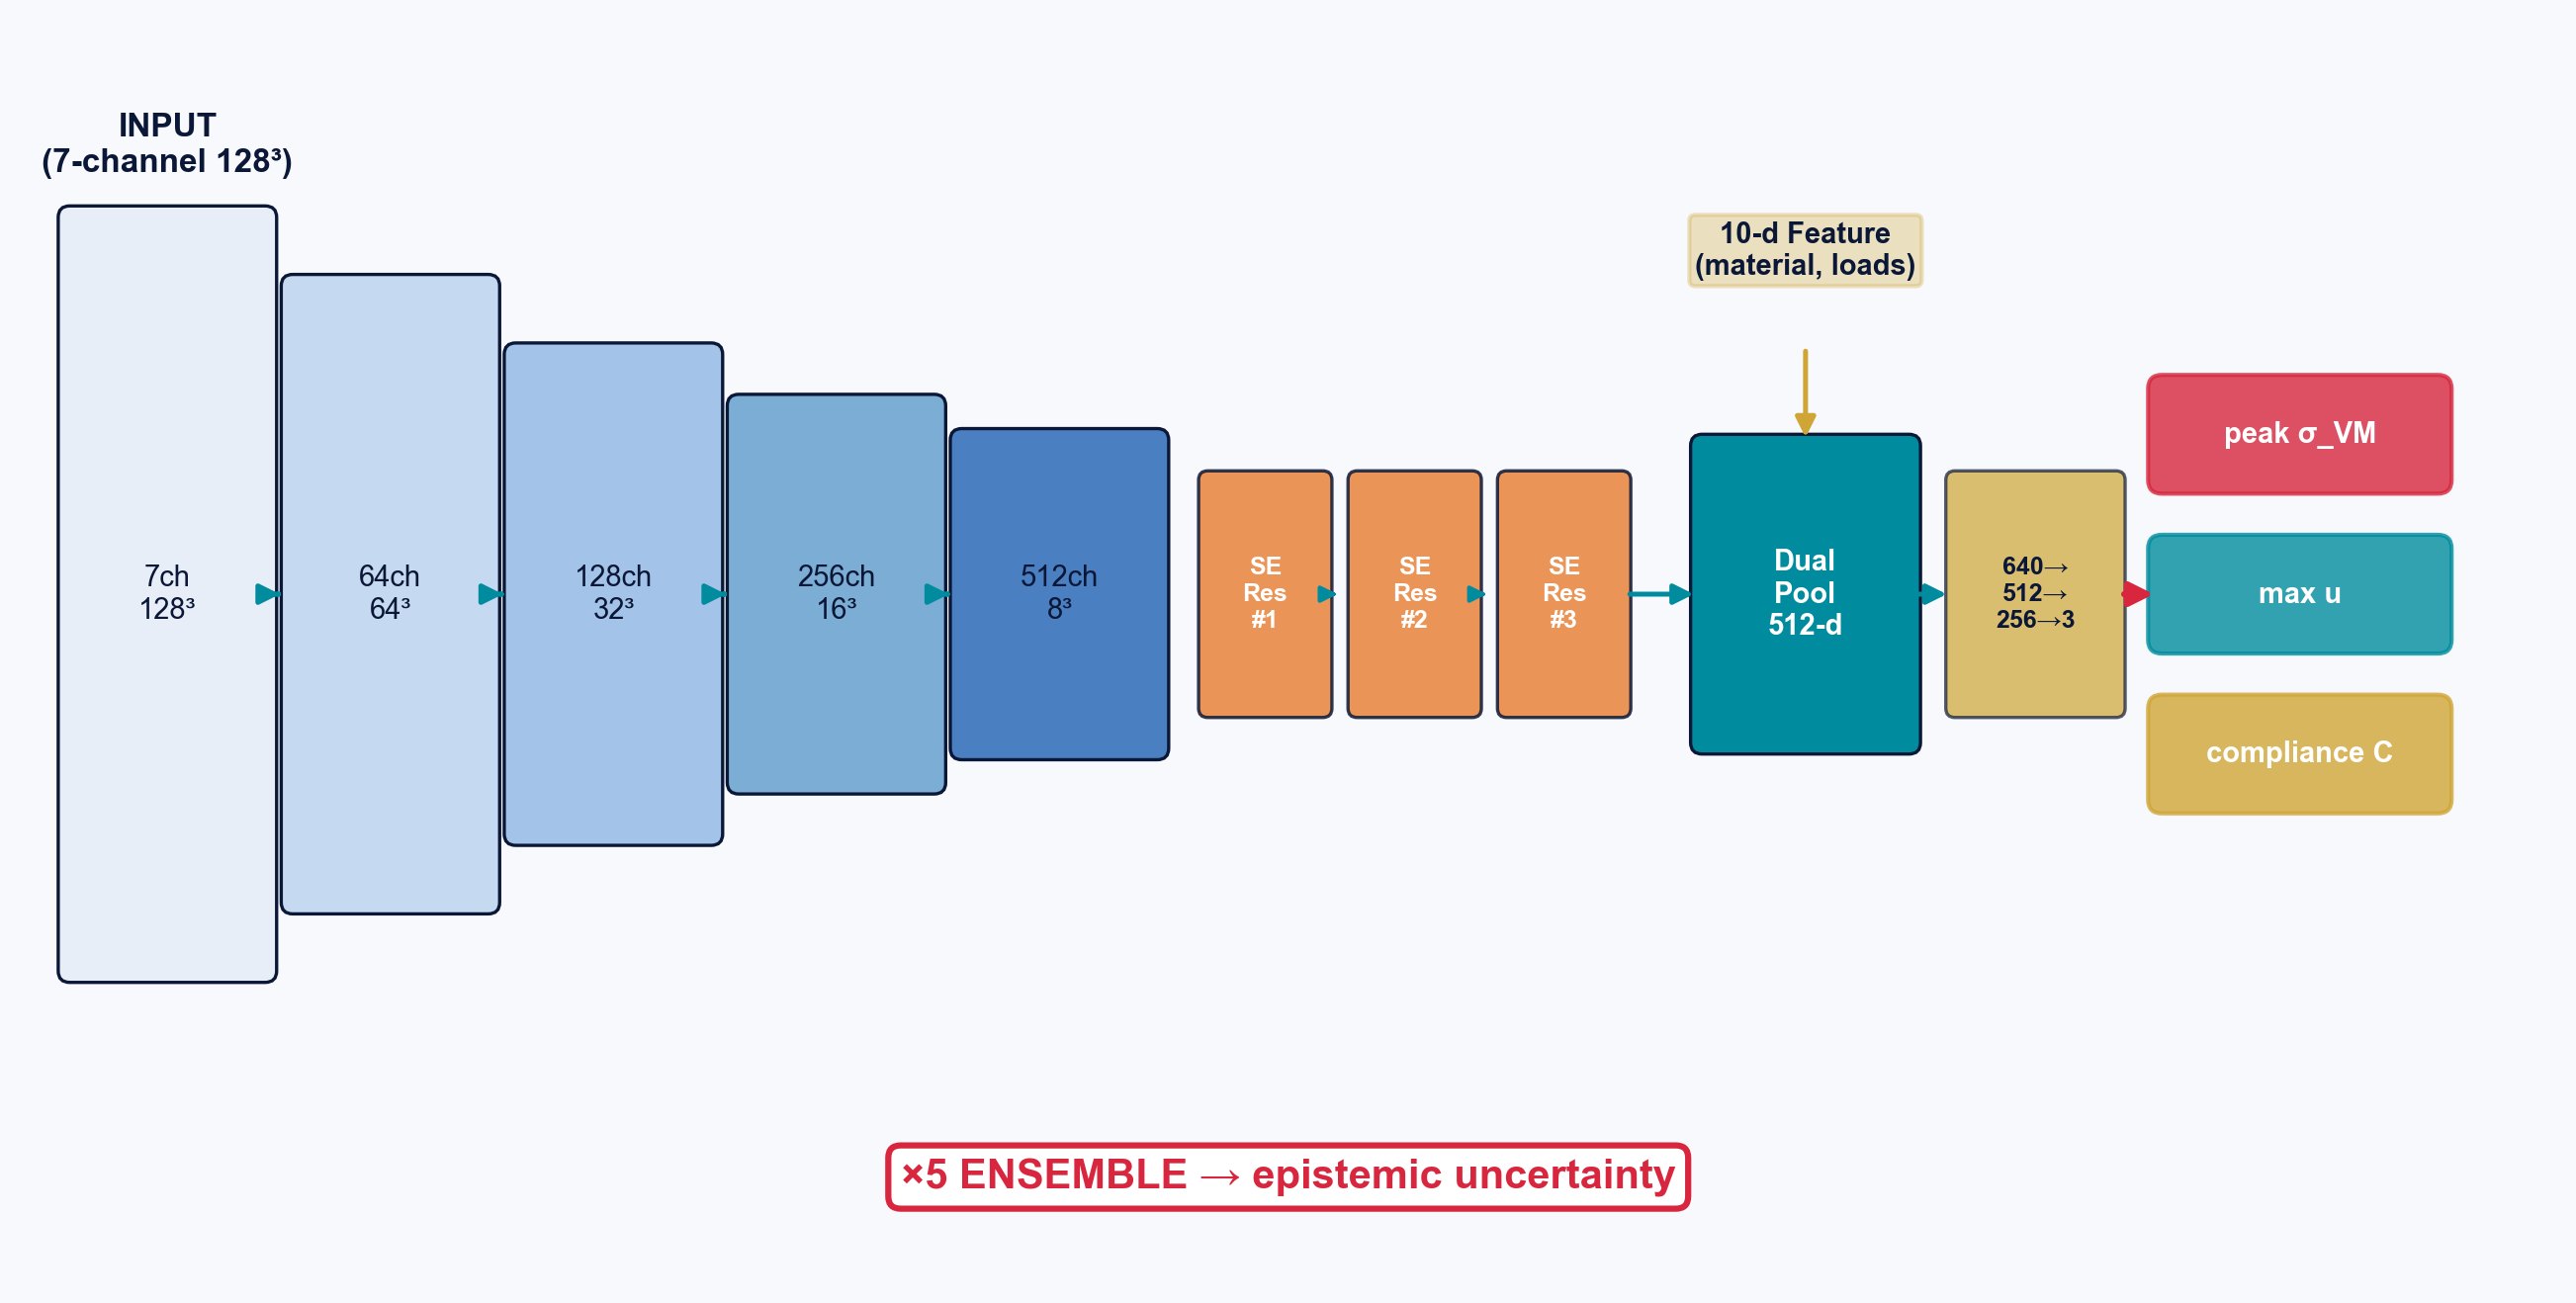 INPUT
(7-channel 128³)
7ch
128³
64ch
64³
128ch
32³
256ch
16³
512ch
8³
SE
Res
#1
SE
Res
#2
SE
Res
#3
10-d Feature
(material, loads)
Dual
Pool
512-d
640→
512→
256→3
peak σ_VM
max u
compliance C
×5 ENSEMBLE → epistemic uncertainty